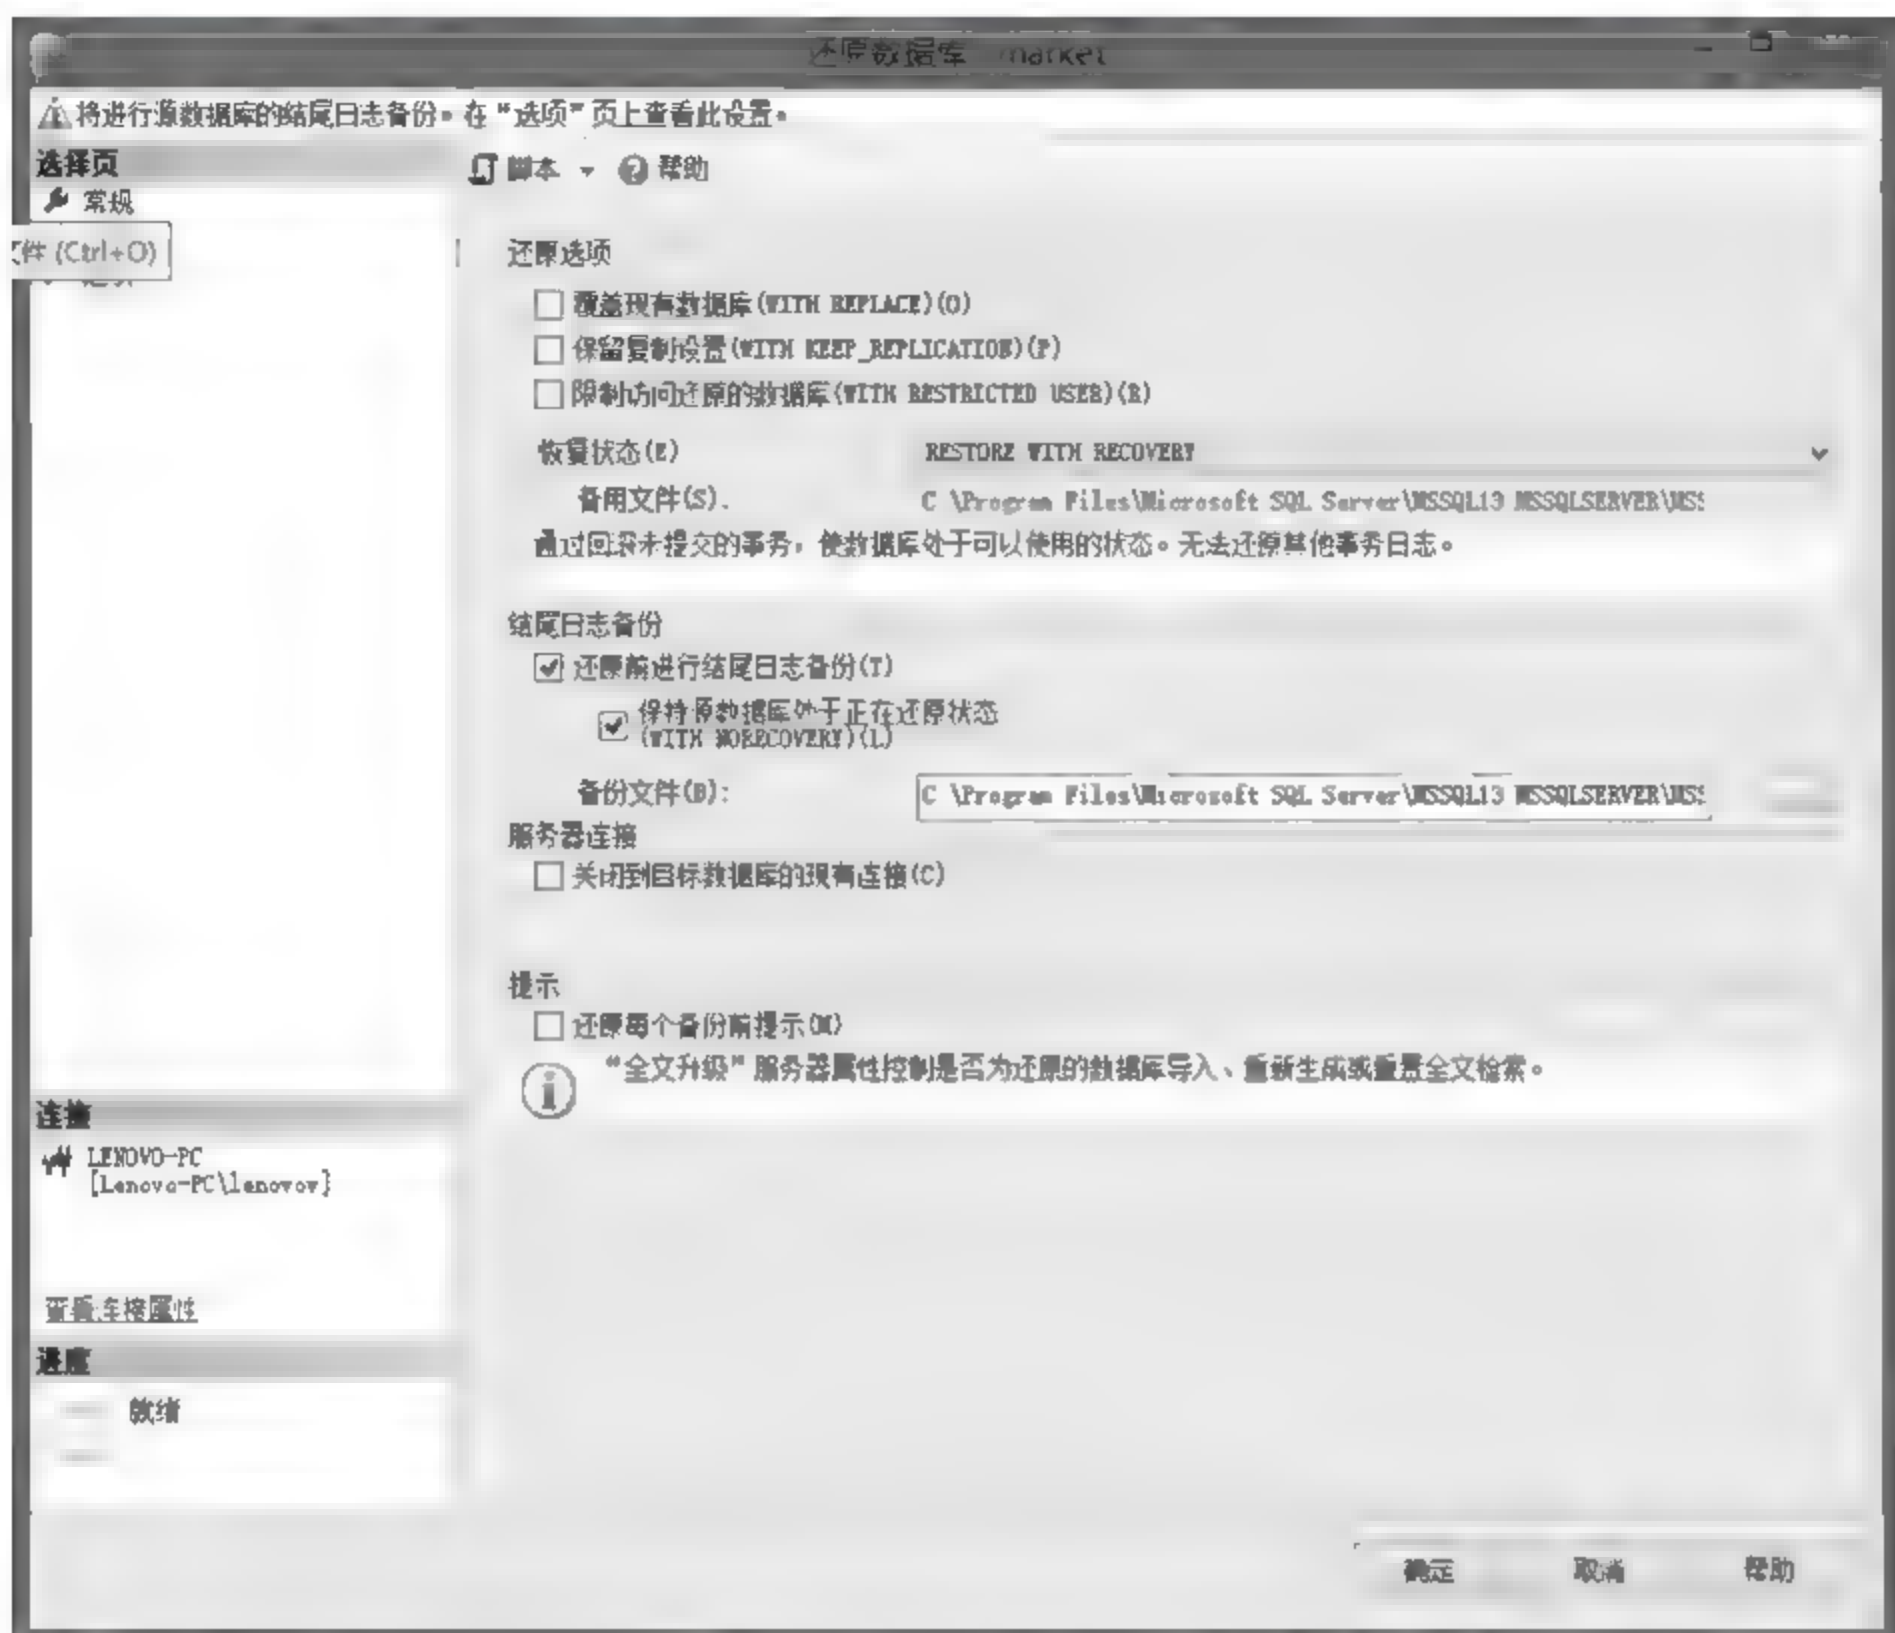 还原数据库 - market
将进行源数据库的结尾日志备份。在“选项”页上查看此设置。
选择页
脚本 帮助
常规
件 (Ctrl+O)
还原选项
覆盖现有数据库(WITH REPLACE)(O)
保留复制设置(WITH KEEP_REPLICATION)(P)
限制访问还原的数据库(WITH RESTRICTED USER)(R)
恢复状态(E)
RESTORE WITH RECOVERY
备用文件(S).
C \Program Files\Microsoft SQL Server\MSSQL13 MSSQLSERVER\MSS
通过回滚未提交的事务，使数据库处于可以使用的状态。无法还原其他事务日志。
结尾日志备份
还原前进行结尾日志备份(T)
保持原数据库处于正在还原状态
(WITH NORECOVERY)(L)
备份文件(B):
C \Program Files\Microsoft SQL Server\MSSQL13 MSSQLSERVER\MSS
服务器连接
关闭到目标数据库的现有连接(C)
提示
还原每个备份前提示(M)
“全文升级”服务器属性控制是否为还原的数据库导入、重新生成或重置全文检索。
连接
LENOVO-PC
[Lenovo-PC\lenovov]
查看连接属性
进度
就绪
确定 取消 帮助